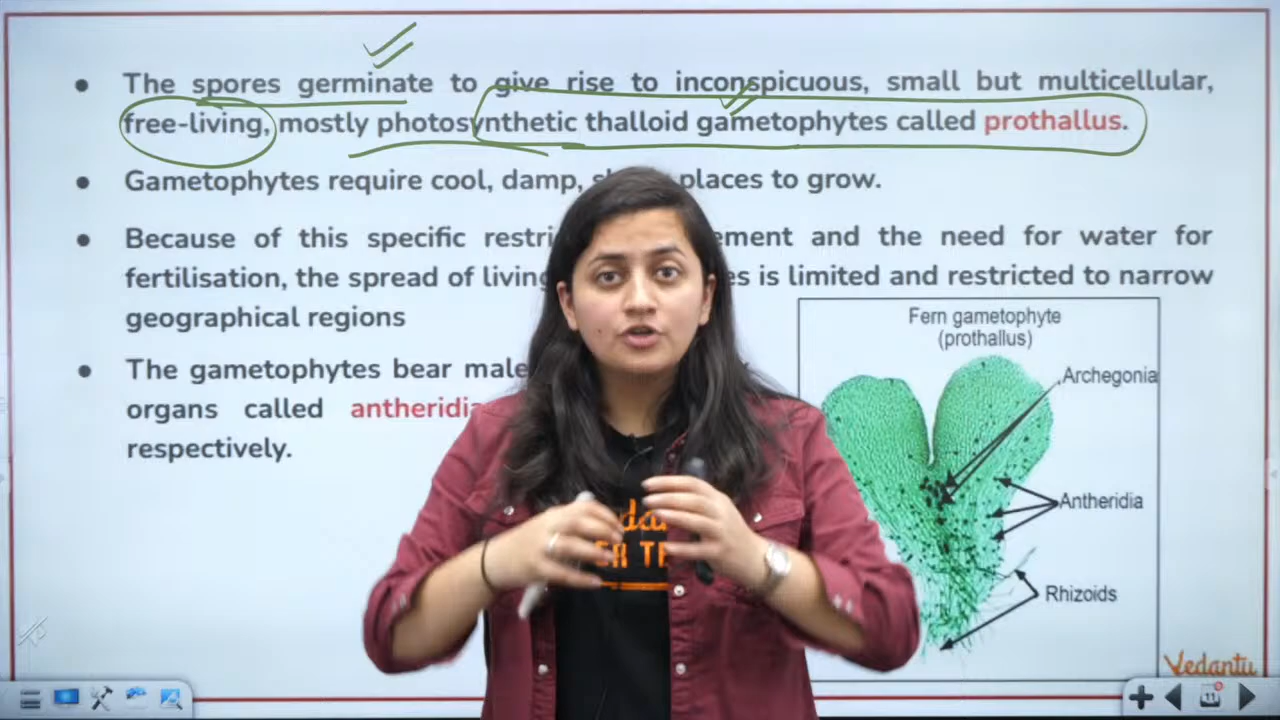 The spores germinate to give rise to inconspicuous, small but multicellular,
free-living, mostly photosynthetic thalloid gametophytes called prothallus.
Gametophytes require cool, damp, places to grow.
Because of this specific and the need for water for
fertilisation, the spread of is limited and restricted to narrow
geographical regions
The gametophytes bear male
organs called antheridia
respectively.
Fern gametophyte
(prothallus)
Archegonia
Antheridia
Rhizoids
Vedantu
11